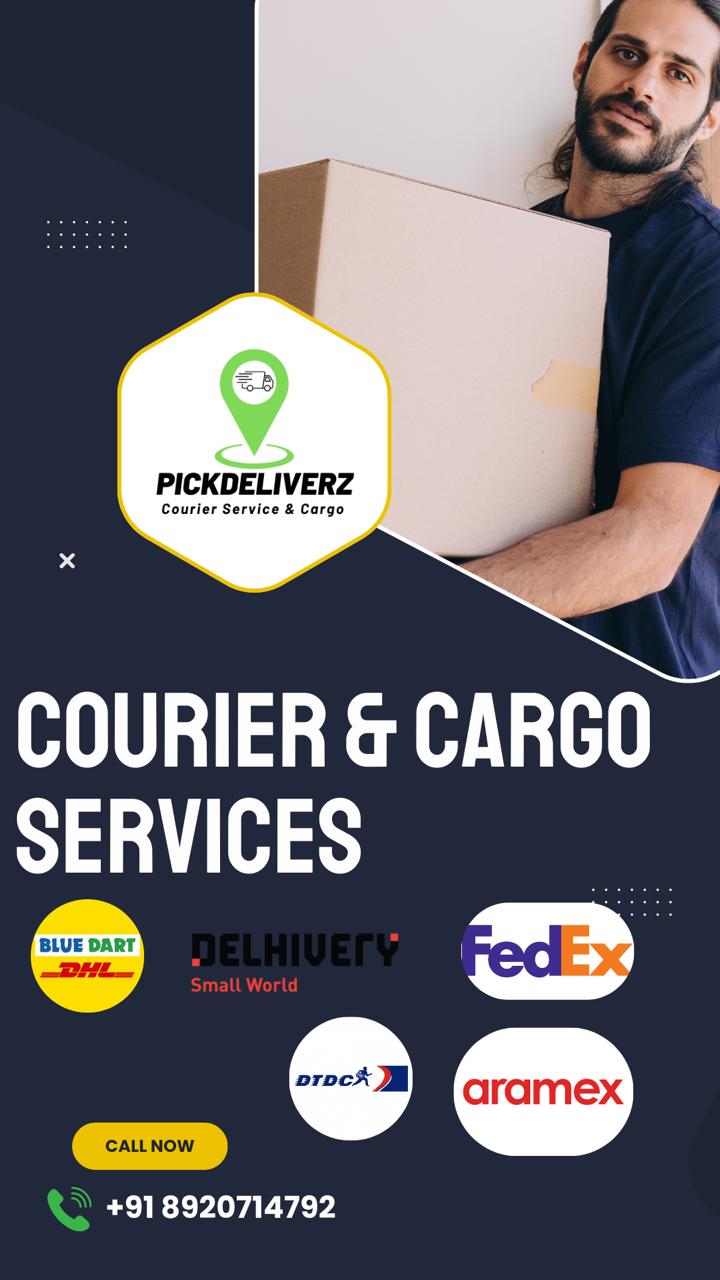 PICKDELIVERZ
Courier Service & Cargo
COURIER & CARGO
SERVICES
BLUE DART
DHL
DELHIVERY
Small World
FedEx
DTDC
aramex
CALL NOW
+91 8920714792